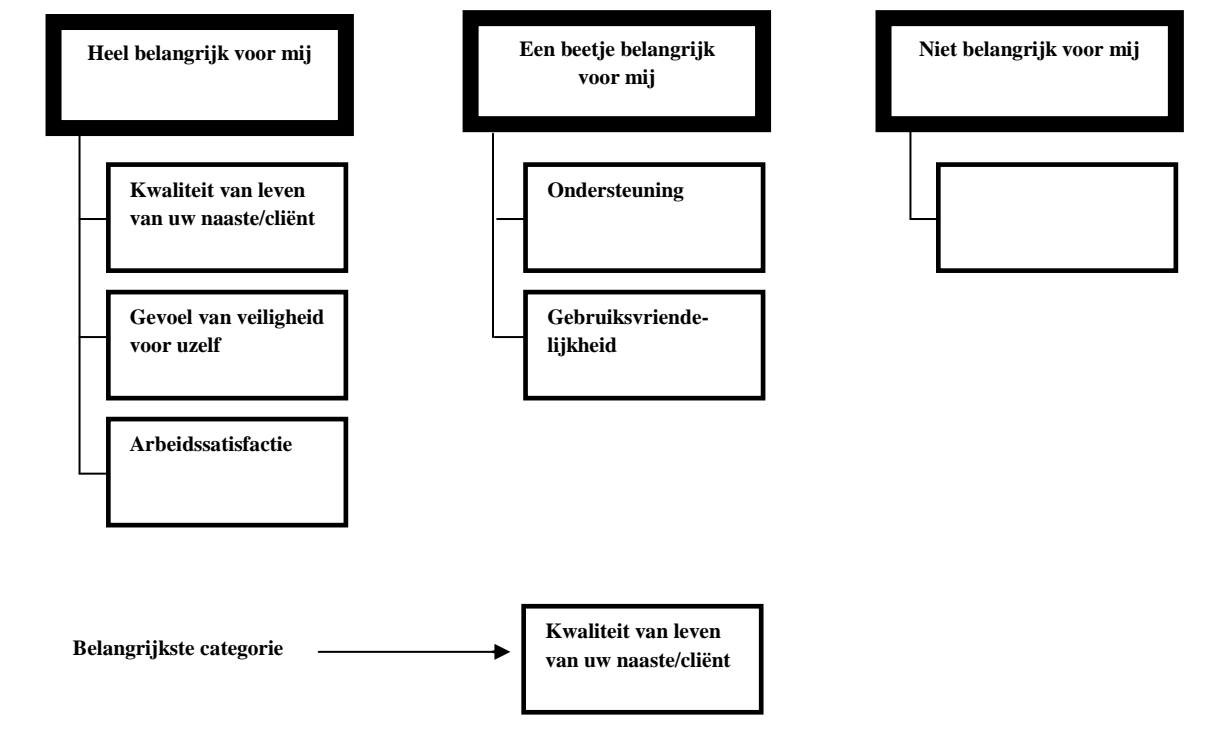 Heel belangrijk voor mij
Kwaliteit van leven
van uw naaste/cliënt
Gevoel van veiligheid
voor uzelf
Arbeidssatisfactie
Een beetje belangrijk
voor mij
Ondersteuning
Gebruiksvriende-
lijkheid
Niet belangrijk voor mij
Belangrijkste categorie
Kwaliteit van leven
van uw naaste/cliënt